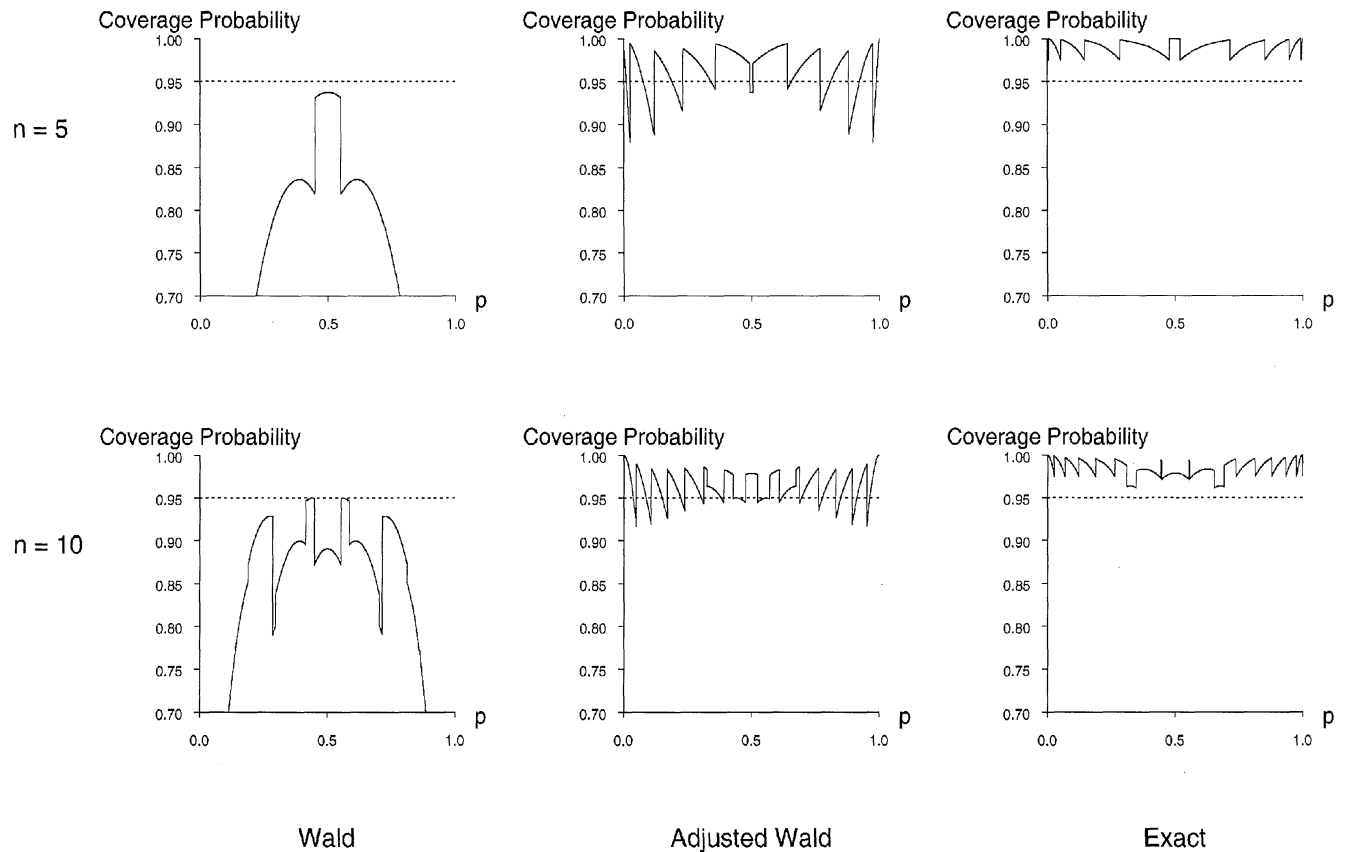 Coverage Probability Coverage Probability Coverage Probability
1.00 1.00 1.00
0.95 0.95 0.95
n = 5 0.90 0.90 0.90
0.85 0.85 0.85
0.80 0.80 0.80
0.75 0.75 0.75
0.70 p 0.70 p 0.70 p
0.0 0.5 1.0 0.0 0.5 1.0 0.0 0.5 1.0
Coverage Probability Coverage Probability Coverage Probability
1.00 1.00 1.00
0.95 0.95 0.95
n = 10 0.90 0.90 0.90
0.85 0.85 0.85
0.80 0.80 0.80
0.75 0.75 0.75
0.70 p 0.70 p 0.70 p
0.0 0.5 1.0 0.0 0.5 1.0 0.0 0.5 1.0
Wald Adjusted Wald Exact